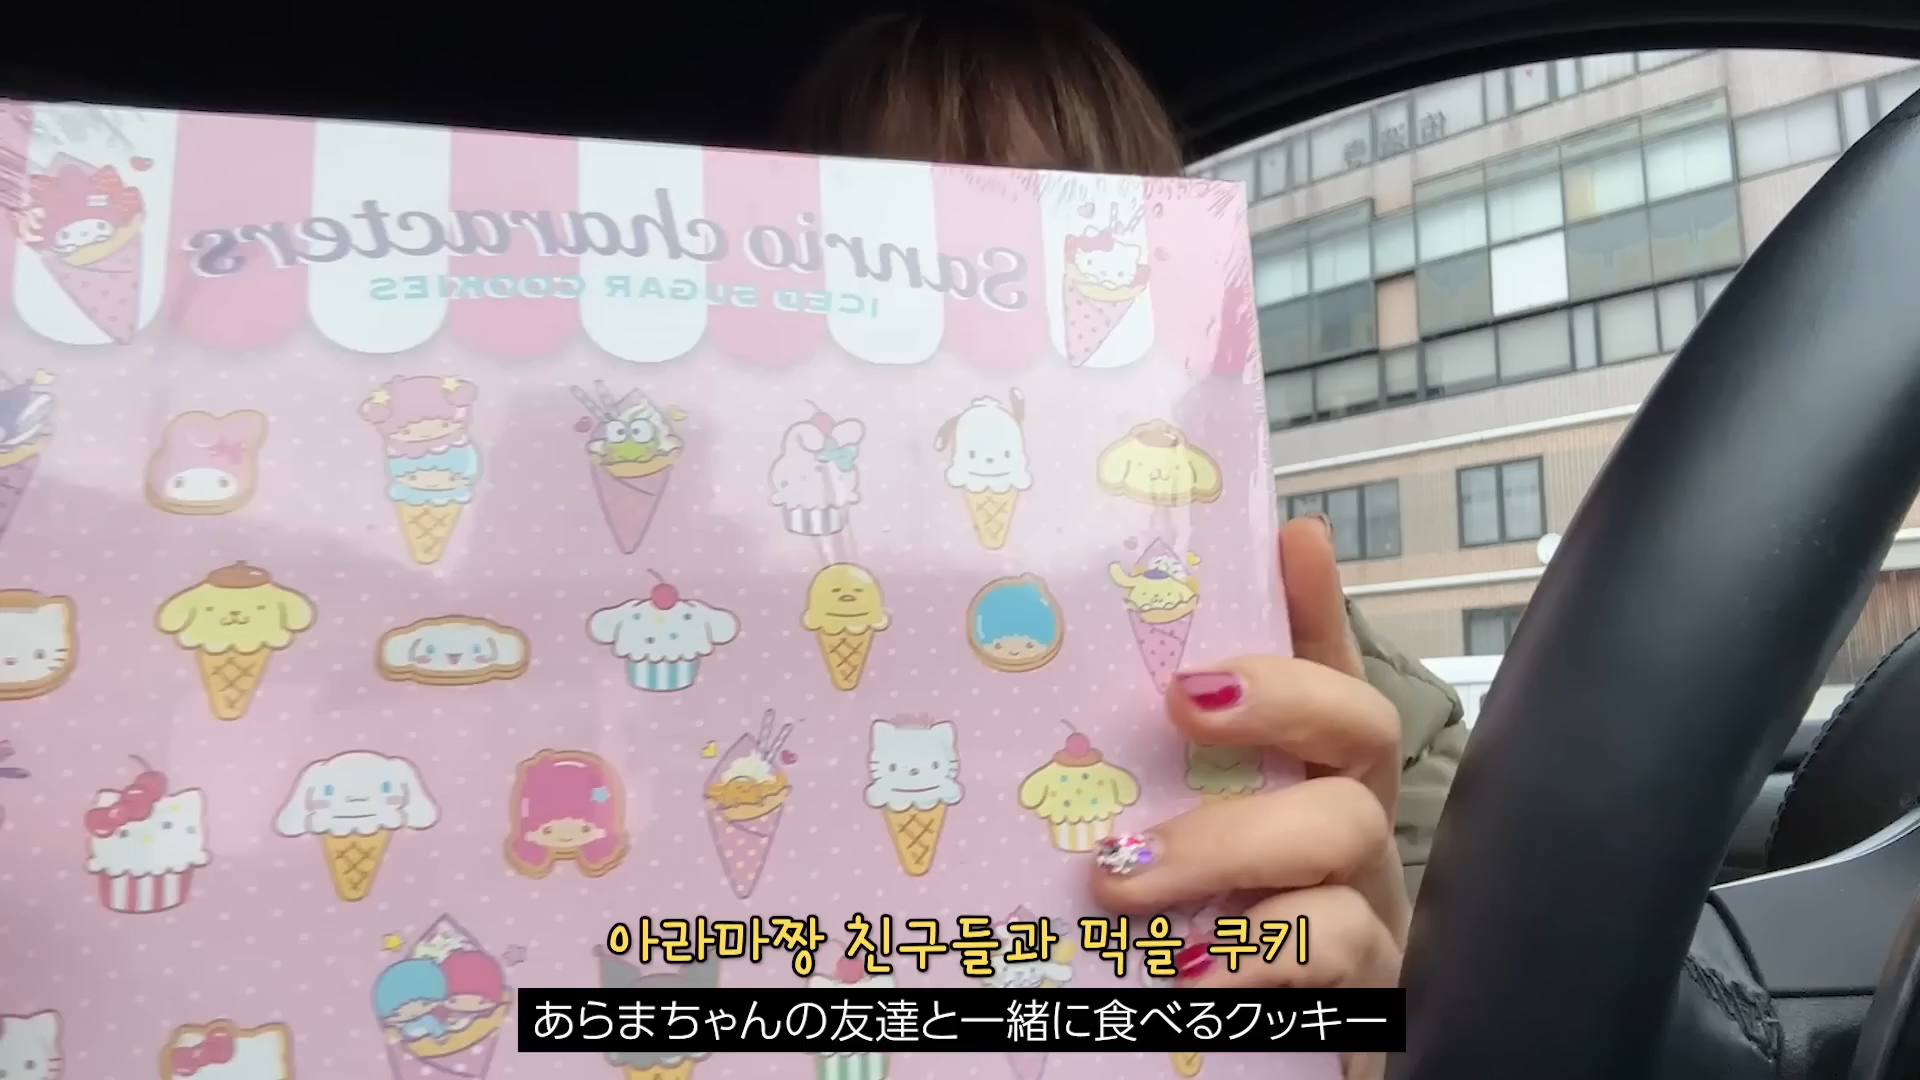 Sanrio characters
ICED SUGAR COOKIES
아라마짱 친구들과 먹을 쿠키
あらまちゃんの友達と一緒に食べるクッキー